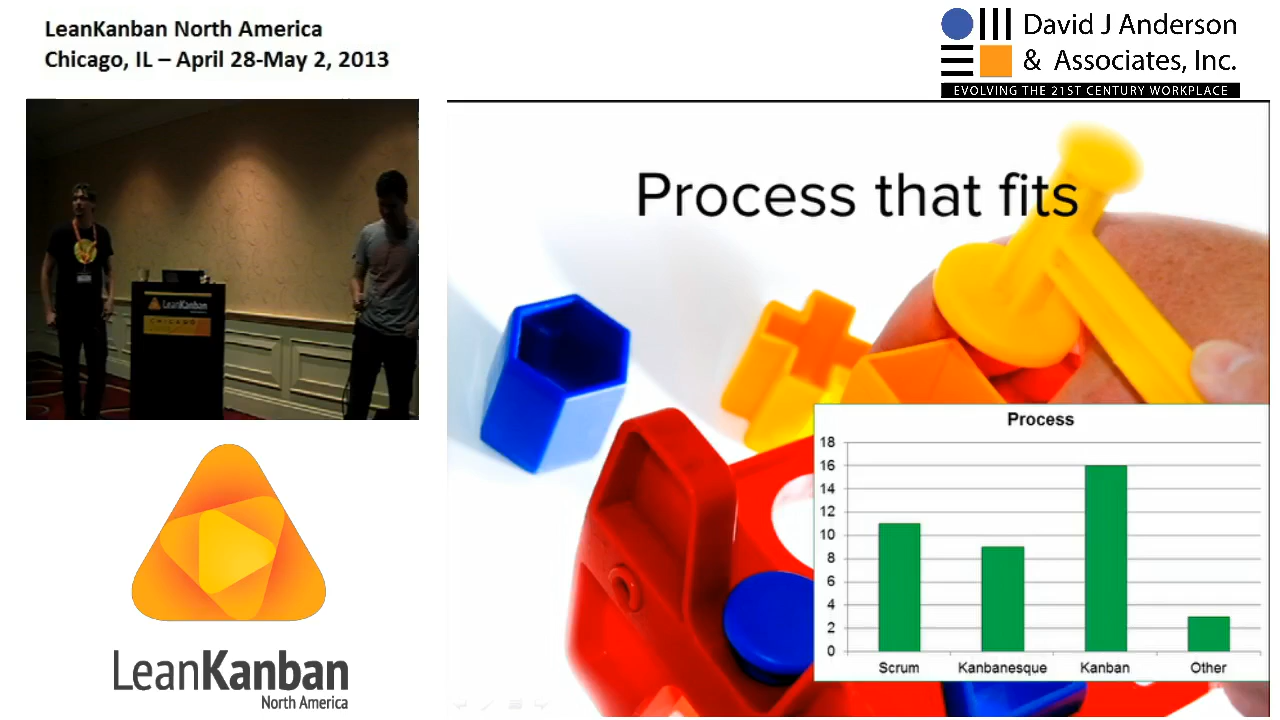 LeanKanban North America
Chicago, IL – April 28-May 2, 2013
David J Anderson
& Associates, Inc.
EVOLVING THE 21ST CENTURY WORKPLACE
Process that fits
LeanKanban
CHICAGO
Process
18
16
14
12
10
8
6
4
2
0
Scrum
Kanbanesque
Kanban
Other
LeanKanban
North America